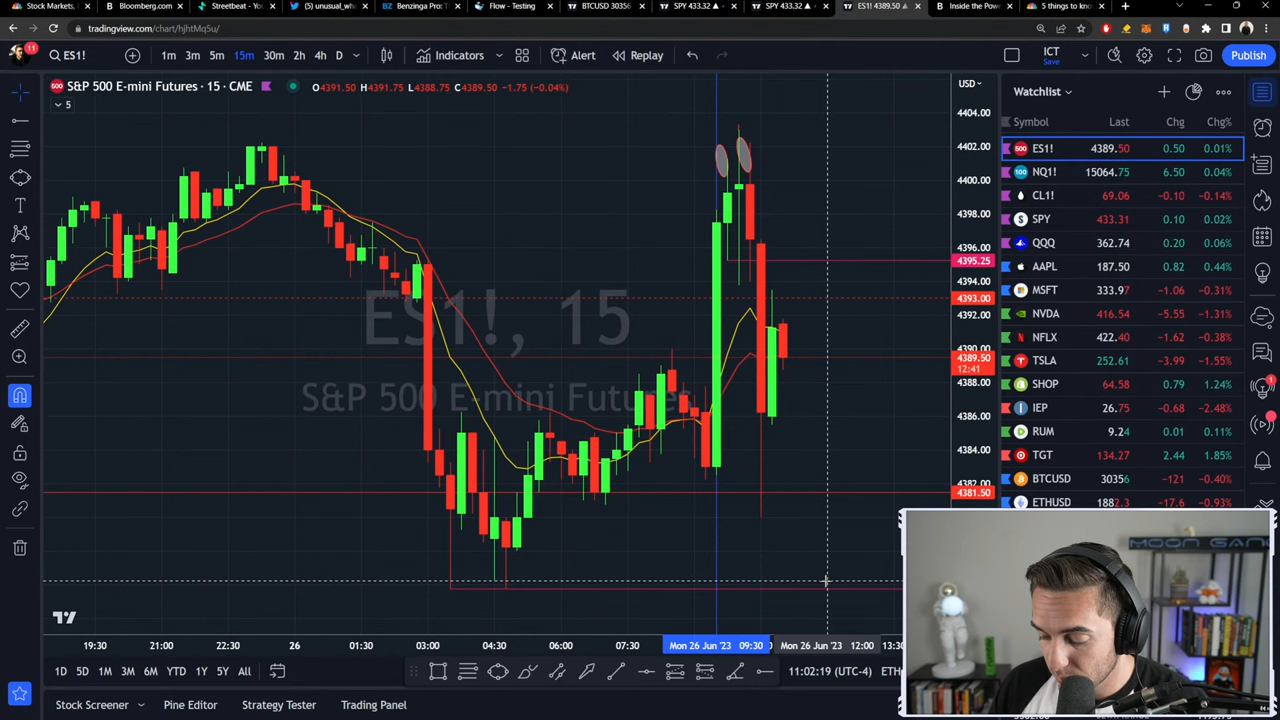 Stock Markets,
Bloomberg.com
Streetbeat - Yo
(5) unusual_w
Benzinga Pro:
Flow - Testing
BTCUSD 30356
SPY 433.32
SPY 433.32
ES1! 4389.50
Inside the Pow
5 things to kno
tradingview.com/chart/hjhtMq5u/
11
ES1!
1m 3m 5m 15m 30m 2h 4h D
Indicators
Alert
Replay
ICT
Save
Publish
S&P 500 E-mini Futures · 15 · CME
O4391.50 H4391.75 L4388.75 C4389.50 -1.75 (-0.04%)
5
USD
4404.00
4402.00
4400.00
4398.00
4396.00
4395.25
4394.00
4393.00
4392.00
4390.00
4389.50
12:41
4388.00
4386.00
4384.00
4382.00
4381.50
ES1!, 15
S&P 500 E-mini Futures
Watchlist
Symbol Last Chg Chg%
ES1! 4389.50 0.50 0.01%
NQ1! 15064.75 6.50 0.04%
CL1! 69.06 -0.10 -0.14%
SPY 433.31 0.10 0.02%
QQQ 362.74 0.20 0.06%
AAPL 187.50 0.82 0.44%
MSFT 333.97 -1.06 -0.31%
NVDA 416.54 -5.55 -1.31%
NFLX 422.40 -1.62 -0.38%
TSLA 252.61 -3.99 -1.55%
SHOP 64.58 0.79 1.24%
IEP 26.75 -0.68 -2.48%
RUM 9.24 0.01 0.11%
TGT 134.27 2.44 1.85%
BTCUSD 30356 -121 -0.40%
ETHUSD 1882.3 -17.6 -0.93%
MOON GANG
19:30 21:00 22:30 26 01:30 03:00 04:30 06:00 07:30 Mon 26 Jun '23 09:30 Mon 26 Jun '23 12:00 13:30
1D 5D 1M 3M 6M YTD 1Y 5Y All
11:02:19 (UTC-4)
Stock Screener Pine Editor Strategy Tester Trading Panel